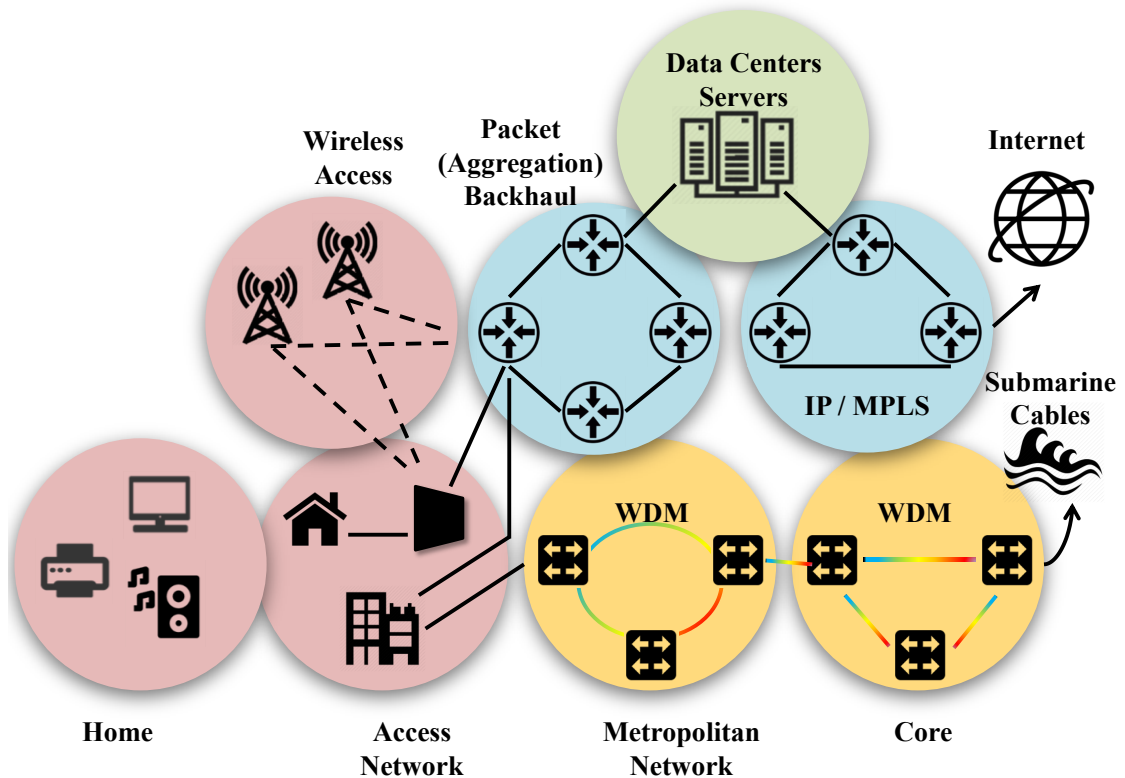 Data Centers
Servers
Wireless
Access
Packet
(Aggregation)
Backhaul
Internet
IP / MPLS
Submarine
Cables
WDM
WDM
Home
Access
Network
Metropolitan
Network
Core